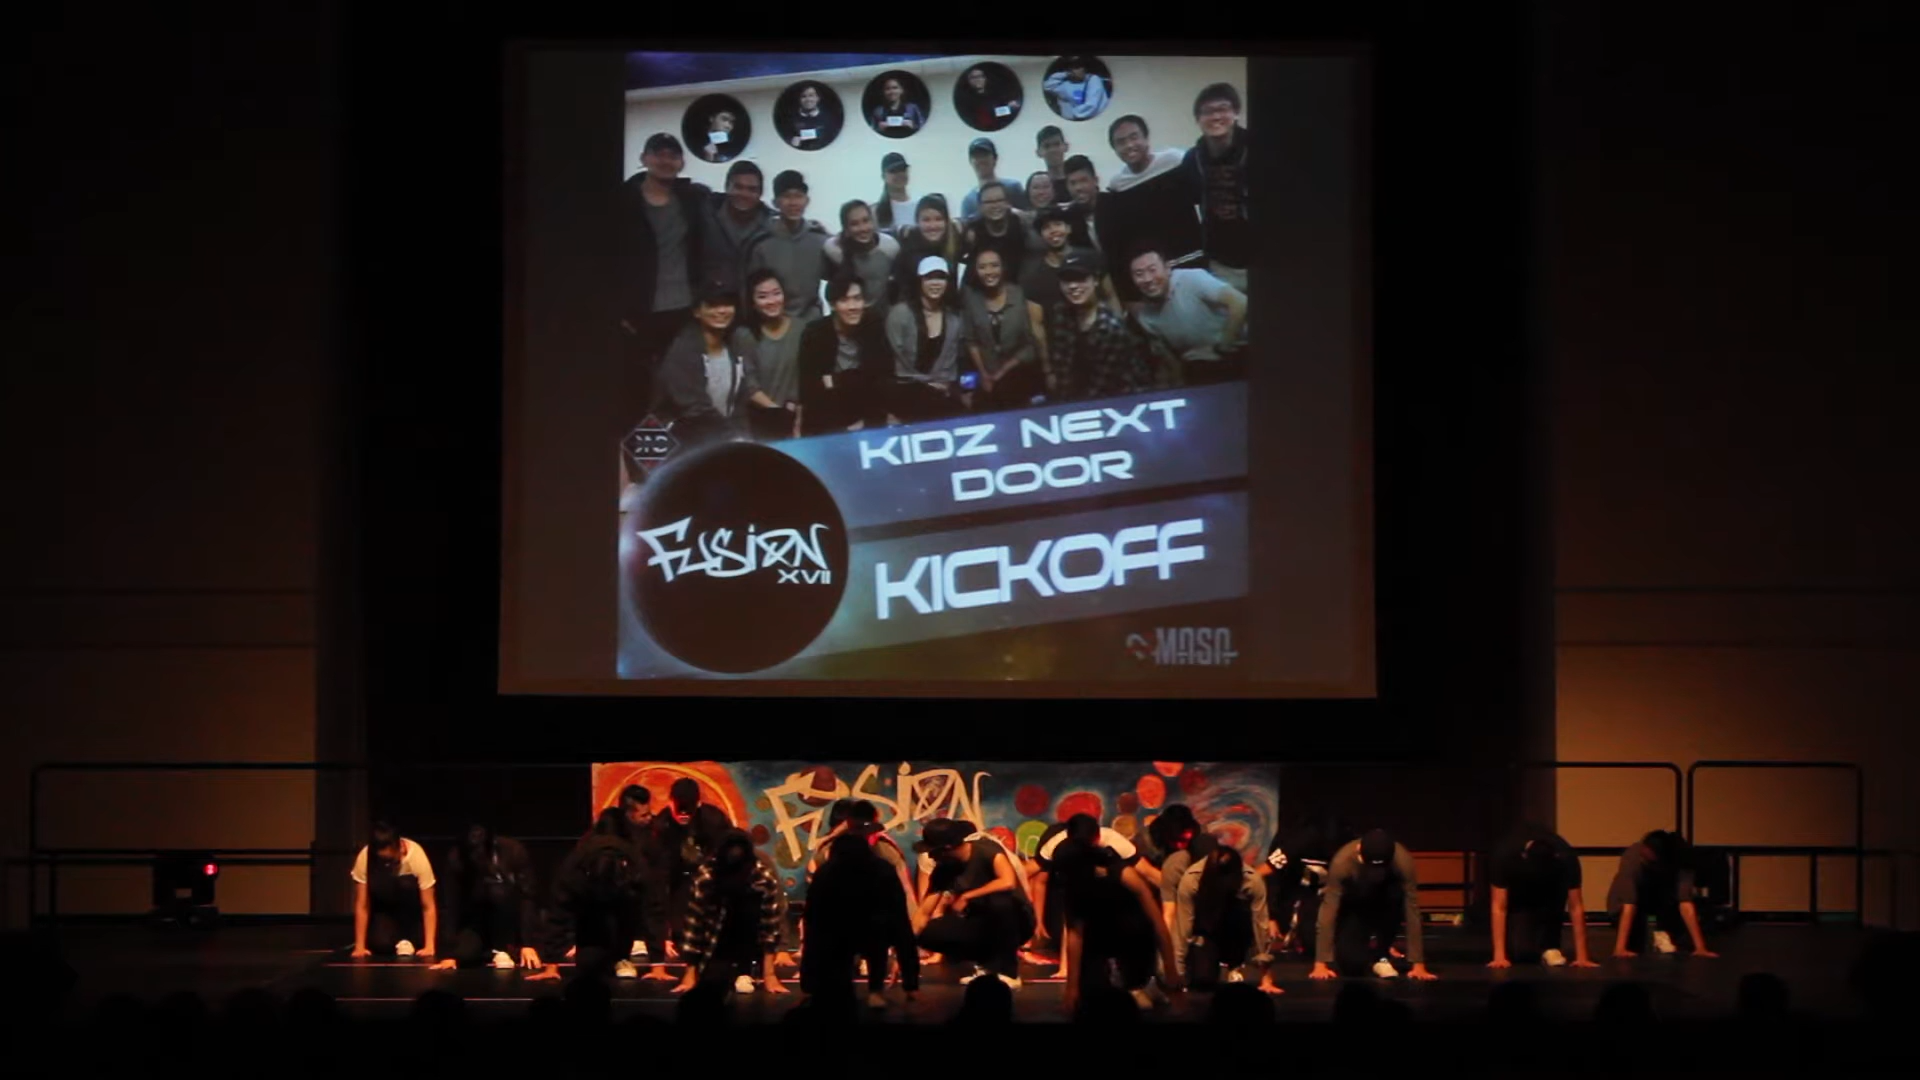 KIDZ NEXT
DOOR
FUSION
XVII
KICKOFF
MASA
FUSION